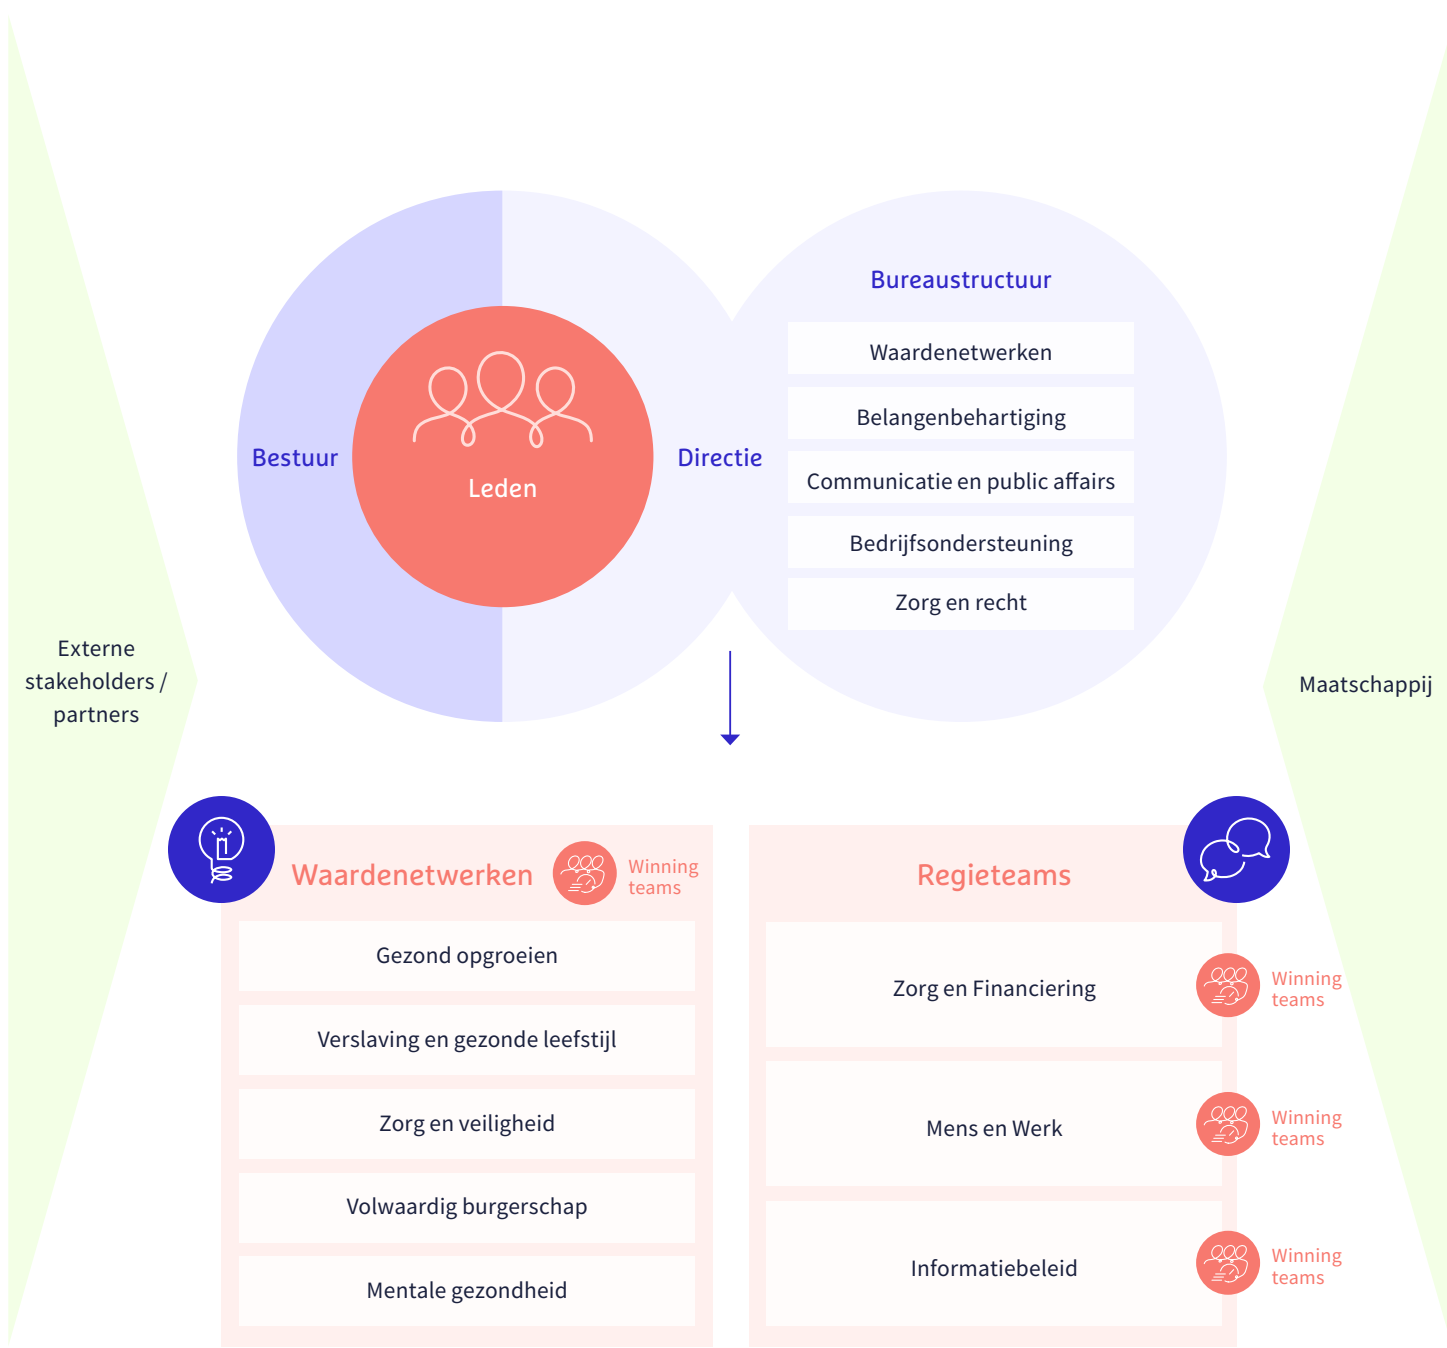 Bureaustructuur
Waardenetwerken
Belangenbehartiging
Communicatie en public affairs
Bedrijfsondersteuning
Zorg en recht
Bestuur
Leden
Directie
Externe
stakeholders /
partners
Maatschappij
Waardenetwerken
Winning
teams
Gezond opgroeien
Verslaving en gezonde leefstijl
Zorg en veiligheid
Volwaardig burgerschap
Mentale gezondheid
Regieteams
Zorg en Financiering
Winning
teams
Mens en Werk
Winning
teams
Informatiebeleid
Winning
teams